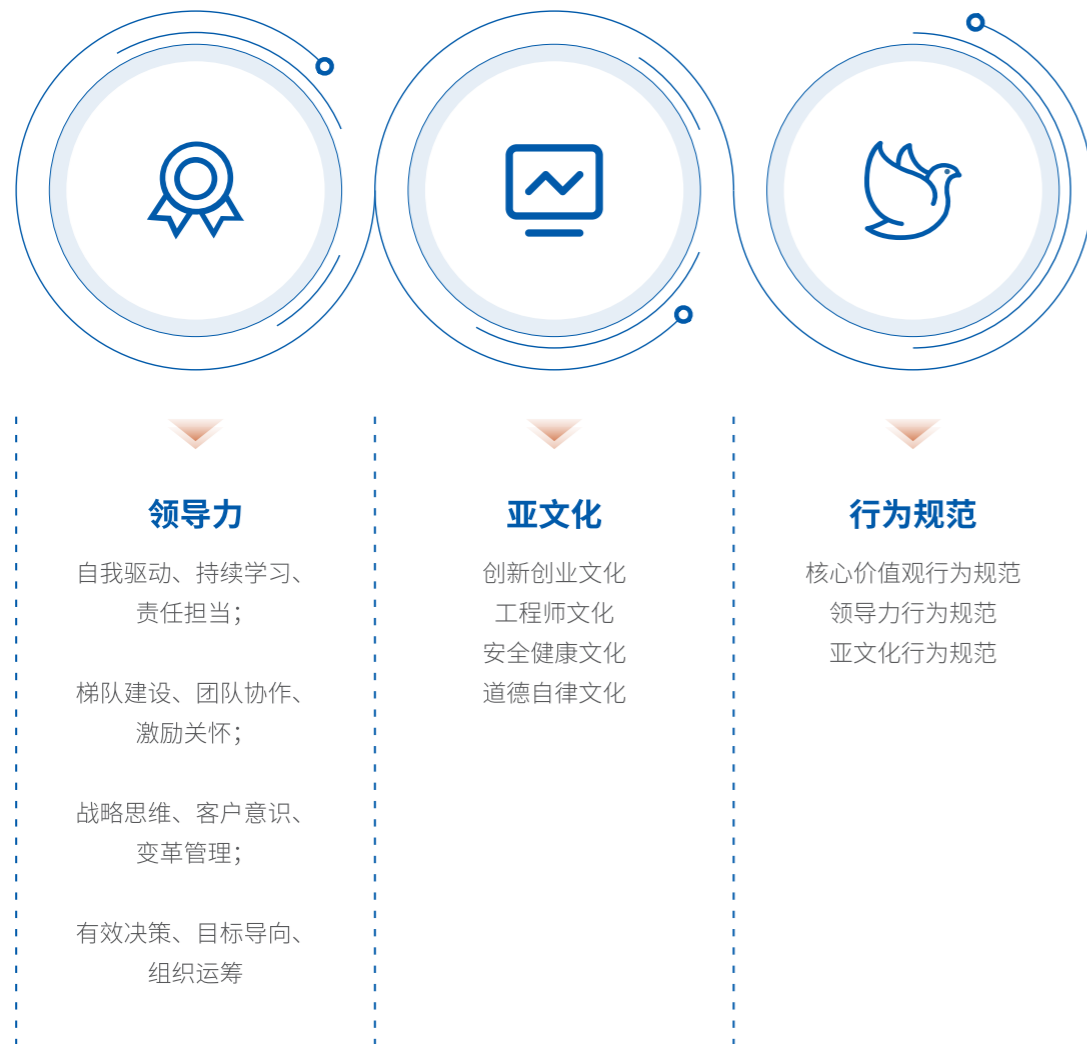 领导力
自我驱动、持续学习、
责任担当；
梯队建设、团队协作、
激励关怀；
战略思维、客户意识、
变革管理；
有效决策、目标导向、
组织运筹
亚文化
创新创业文化
工程师文化
安全健康文化
道德自律文化
行为规范
核心价值观行为规范
领导力行为规范
亚文化行为规范